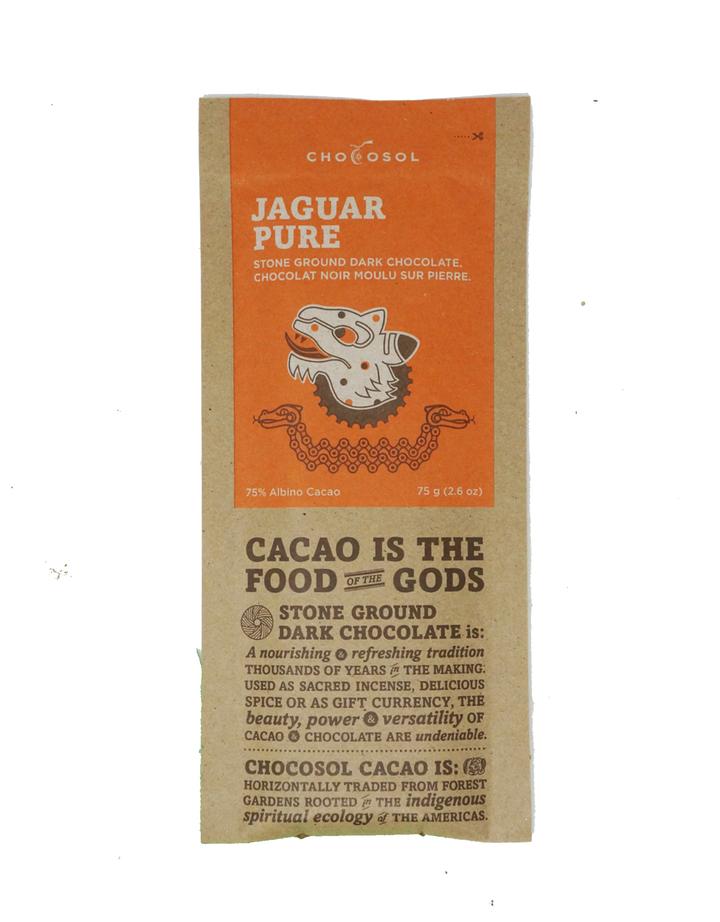 CHOCOSOL
JAGUAR
PURE
STONE GROUND DARK CHOCOLATE.
CHOCOLAT NOIR MOULU SUR PIERRE.
75% Albino Cacao
75 g (2.6 oz)
CACAO IS THE
FOOD OF THE GODS
STONE GROUND
DARK CHOCOLATE is:
A nourishing & refreshing tradition
THOUSANDS OF YEARS in THE MAKING.
USED AS SACRED INCENSE, DELICIOUS
SPICE OR AS GIFT CURRENCY, THE
beauty, power & versatility OF
CACAO & CHOCOLATE ARE undeniable.
CHOCOSOL CACAO IS:
HORIZONTALLY TRADED FROM FOREST
GARDENS ROOTED in THE indigenous
spiritual ecology of THE AMERICAS.